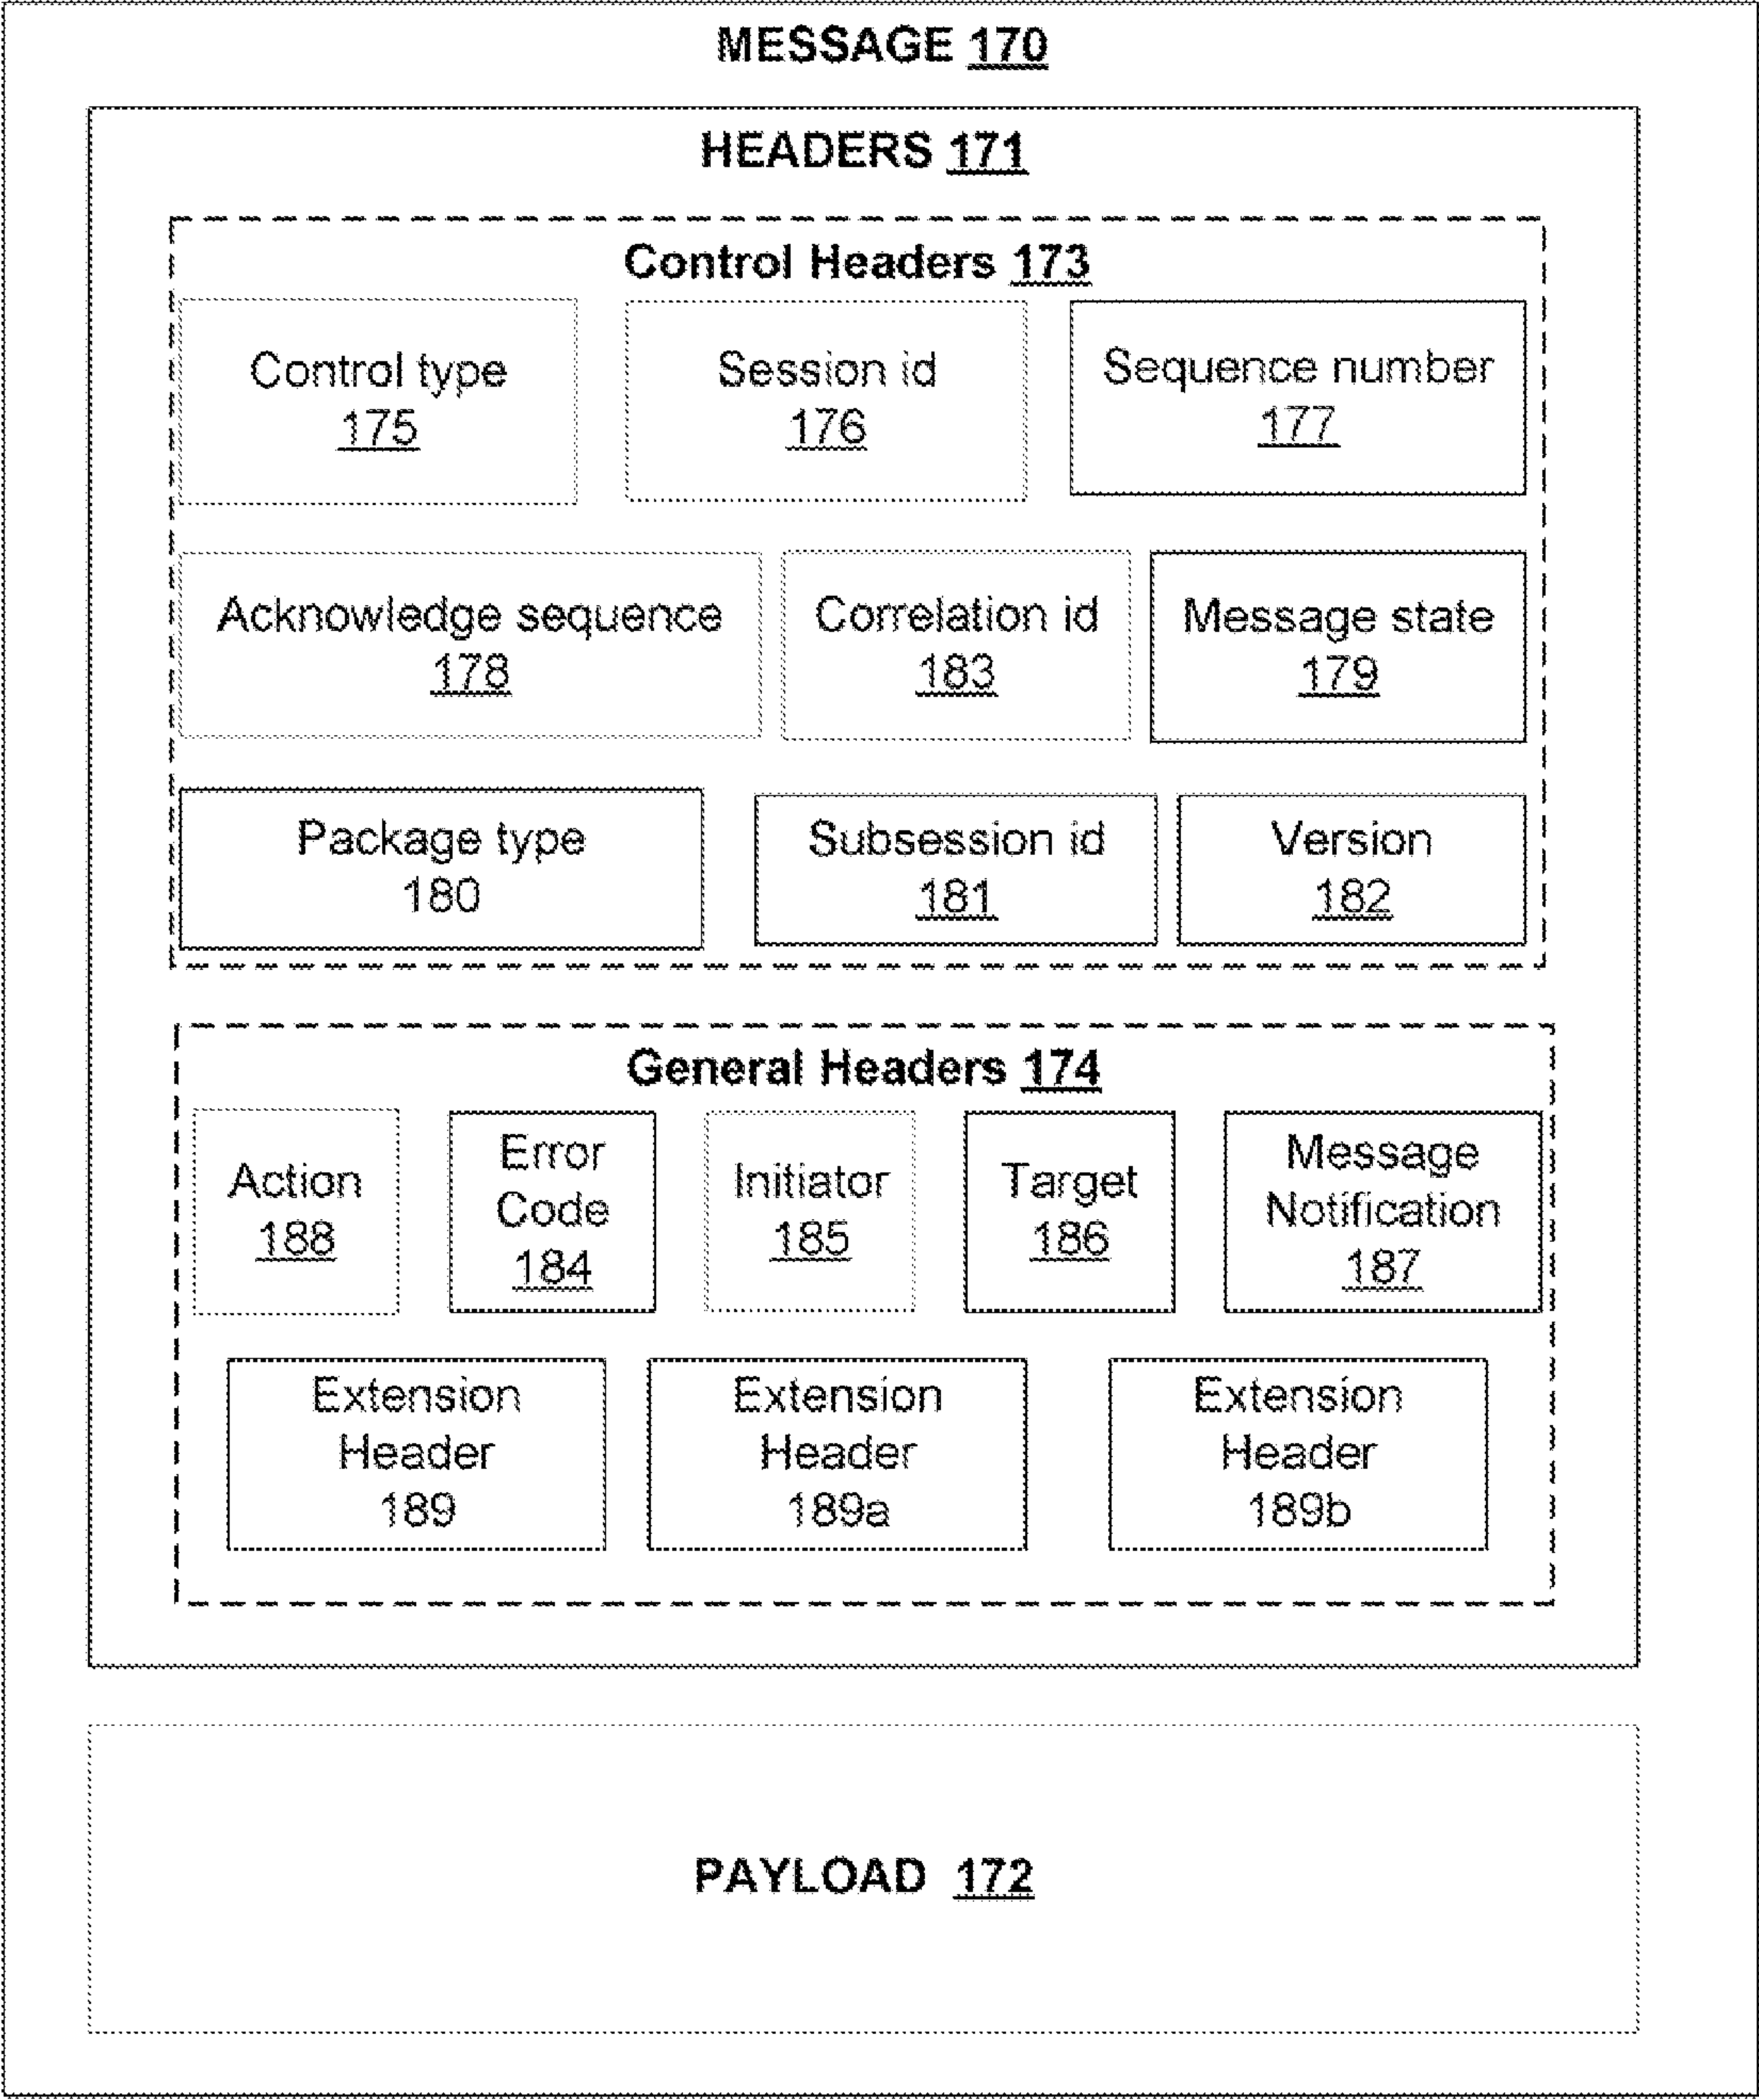 MESSAGE 170
HEADERS 171
Control Headers 173
Control type
175
Session id
176
Sequence number
177
Acknowledge sequence
178
Correlation id
183
Message state
179
Package type
180
Subsession id
181
Version
182
General Headers 174
Action
188
Error
Code
184
Initiator
185
Target
186
Message
Notification
187
Extension
Header
189
Extension
Header
189a
Extension
Header
189b
PAYLOAD 172